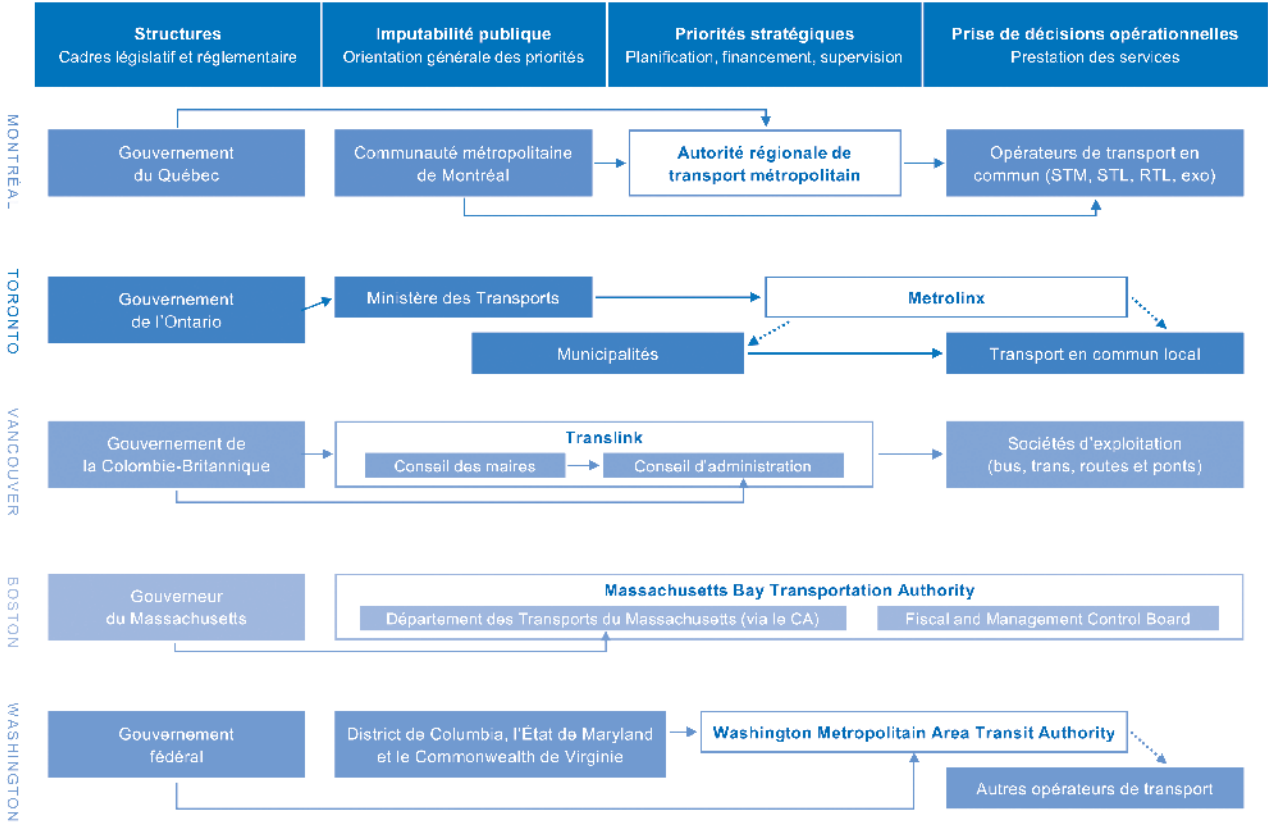 Structures
Cadres législatif et réglementaire
Imputabilité publique
Orientation générale des priorités
Priorités stratégiques
Planification, financement, supervision
Prise de décisions opérationnelles
Prestation des services
MONTRÉAL
Gouvernement
du Québec
Communauté métropolitaine
de Montréal
Autorité régionale de
transport métropolitain
Opérateurs de transport en
commun (STM, STL, RTL, exo)
TORONTO
Gouvernement
de l'Ontario
Ministère des Transports
Metrolinx
Municipalités
Transport en commun local
VANCOUVER
Gouvernement de
la Colombie-Britannique
Translink
Conseil des maires
Conseil d'administration
Sociétés d'exploitation
(bus, trans, routes et ponts)
BOSTON
Gouverneur
du Massachusetts
Massachusetts Bay Transportation Authority
Département des Transports du Massachusetts (via le CA)
Fiscal and Management Control Board
WASHINGTON
Gouvernement
fédéral
District de Columbia, l'État de Maryland
et le Commonwealth de Virginie
Washington Metropolitain Area Transit Authority
Autres opérateurs de transport